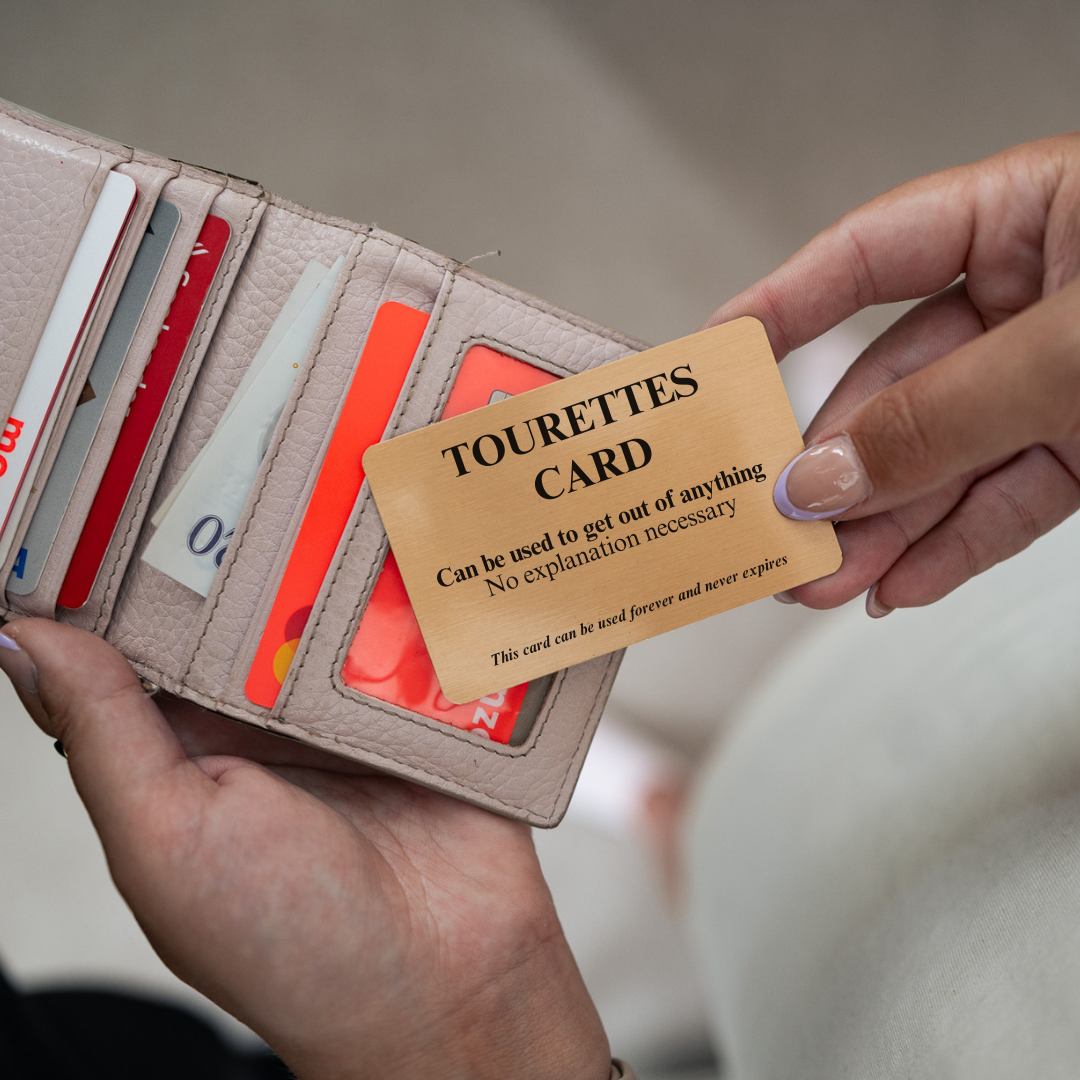 TOURETTES
CARD
Can be used to get out of anything
No explanation necessary
This card can be used forever and never expires